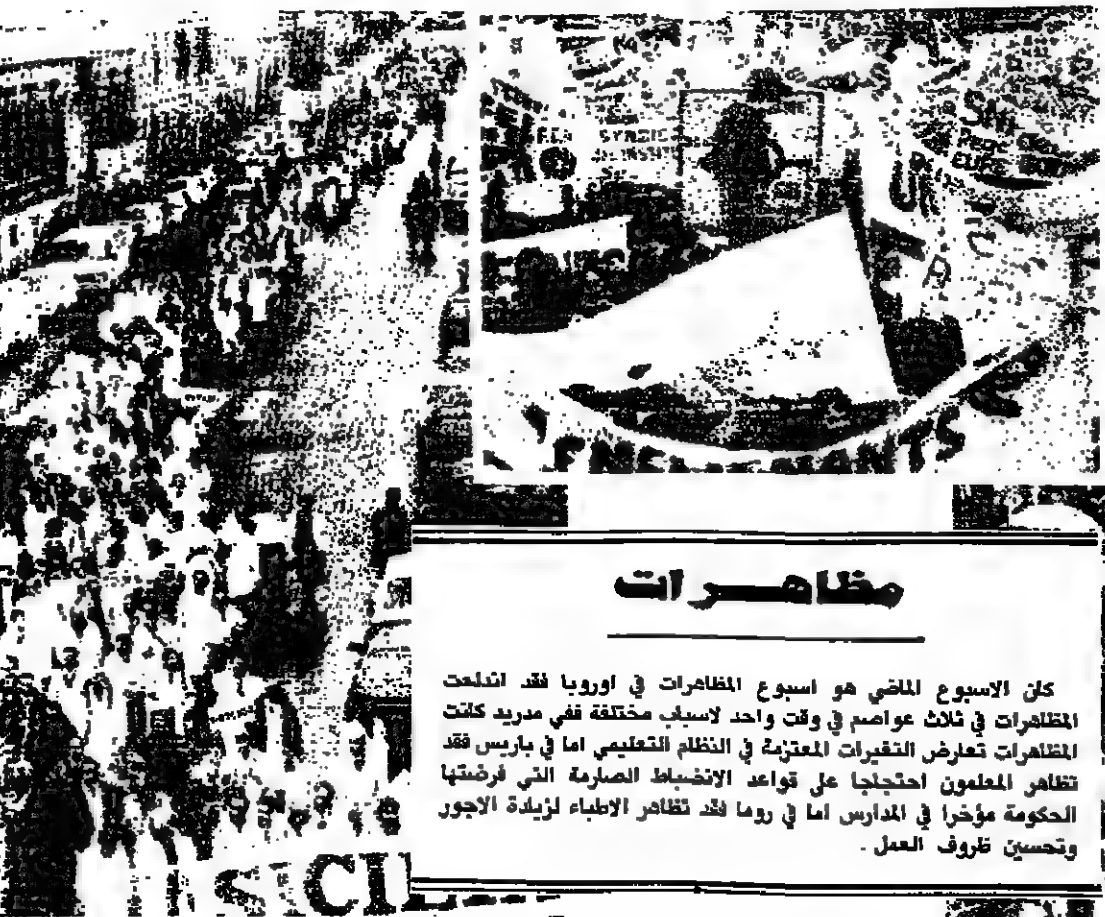 SYNDIC
ENSEIGNANTS
S CI
مظاهرات
كان الاسبوع الماضي هو اسبوع المظاهرات في اوروبا فقد اندلعت
المظاهرات في ثلاث عواصم في وقت واحد لاسباب مختلفة ففي مدريد كانت
المظاهرات تعارض التغيرات المعتزمة في النظام التعليمي اما في باريس فقد
تظاهر المعلمون احتجاجا على قواعد الانضباط الصارمة التي فرضتها
الحكومة مؤخرا في المدارس اما في روما فقد تظاهر الاطباء لزيادة الاجور
وتحسين ظروف العمل .